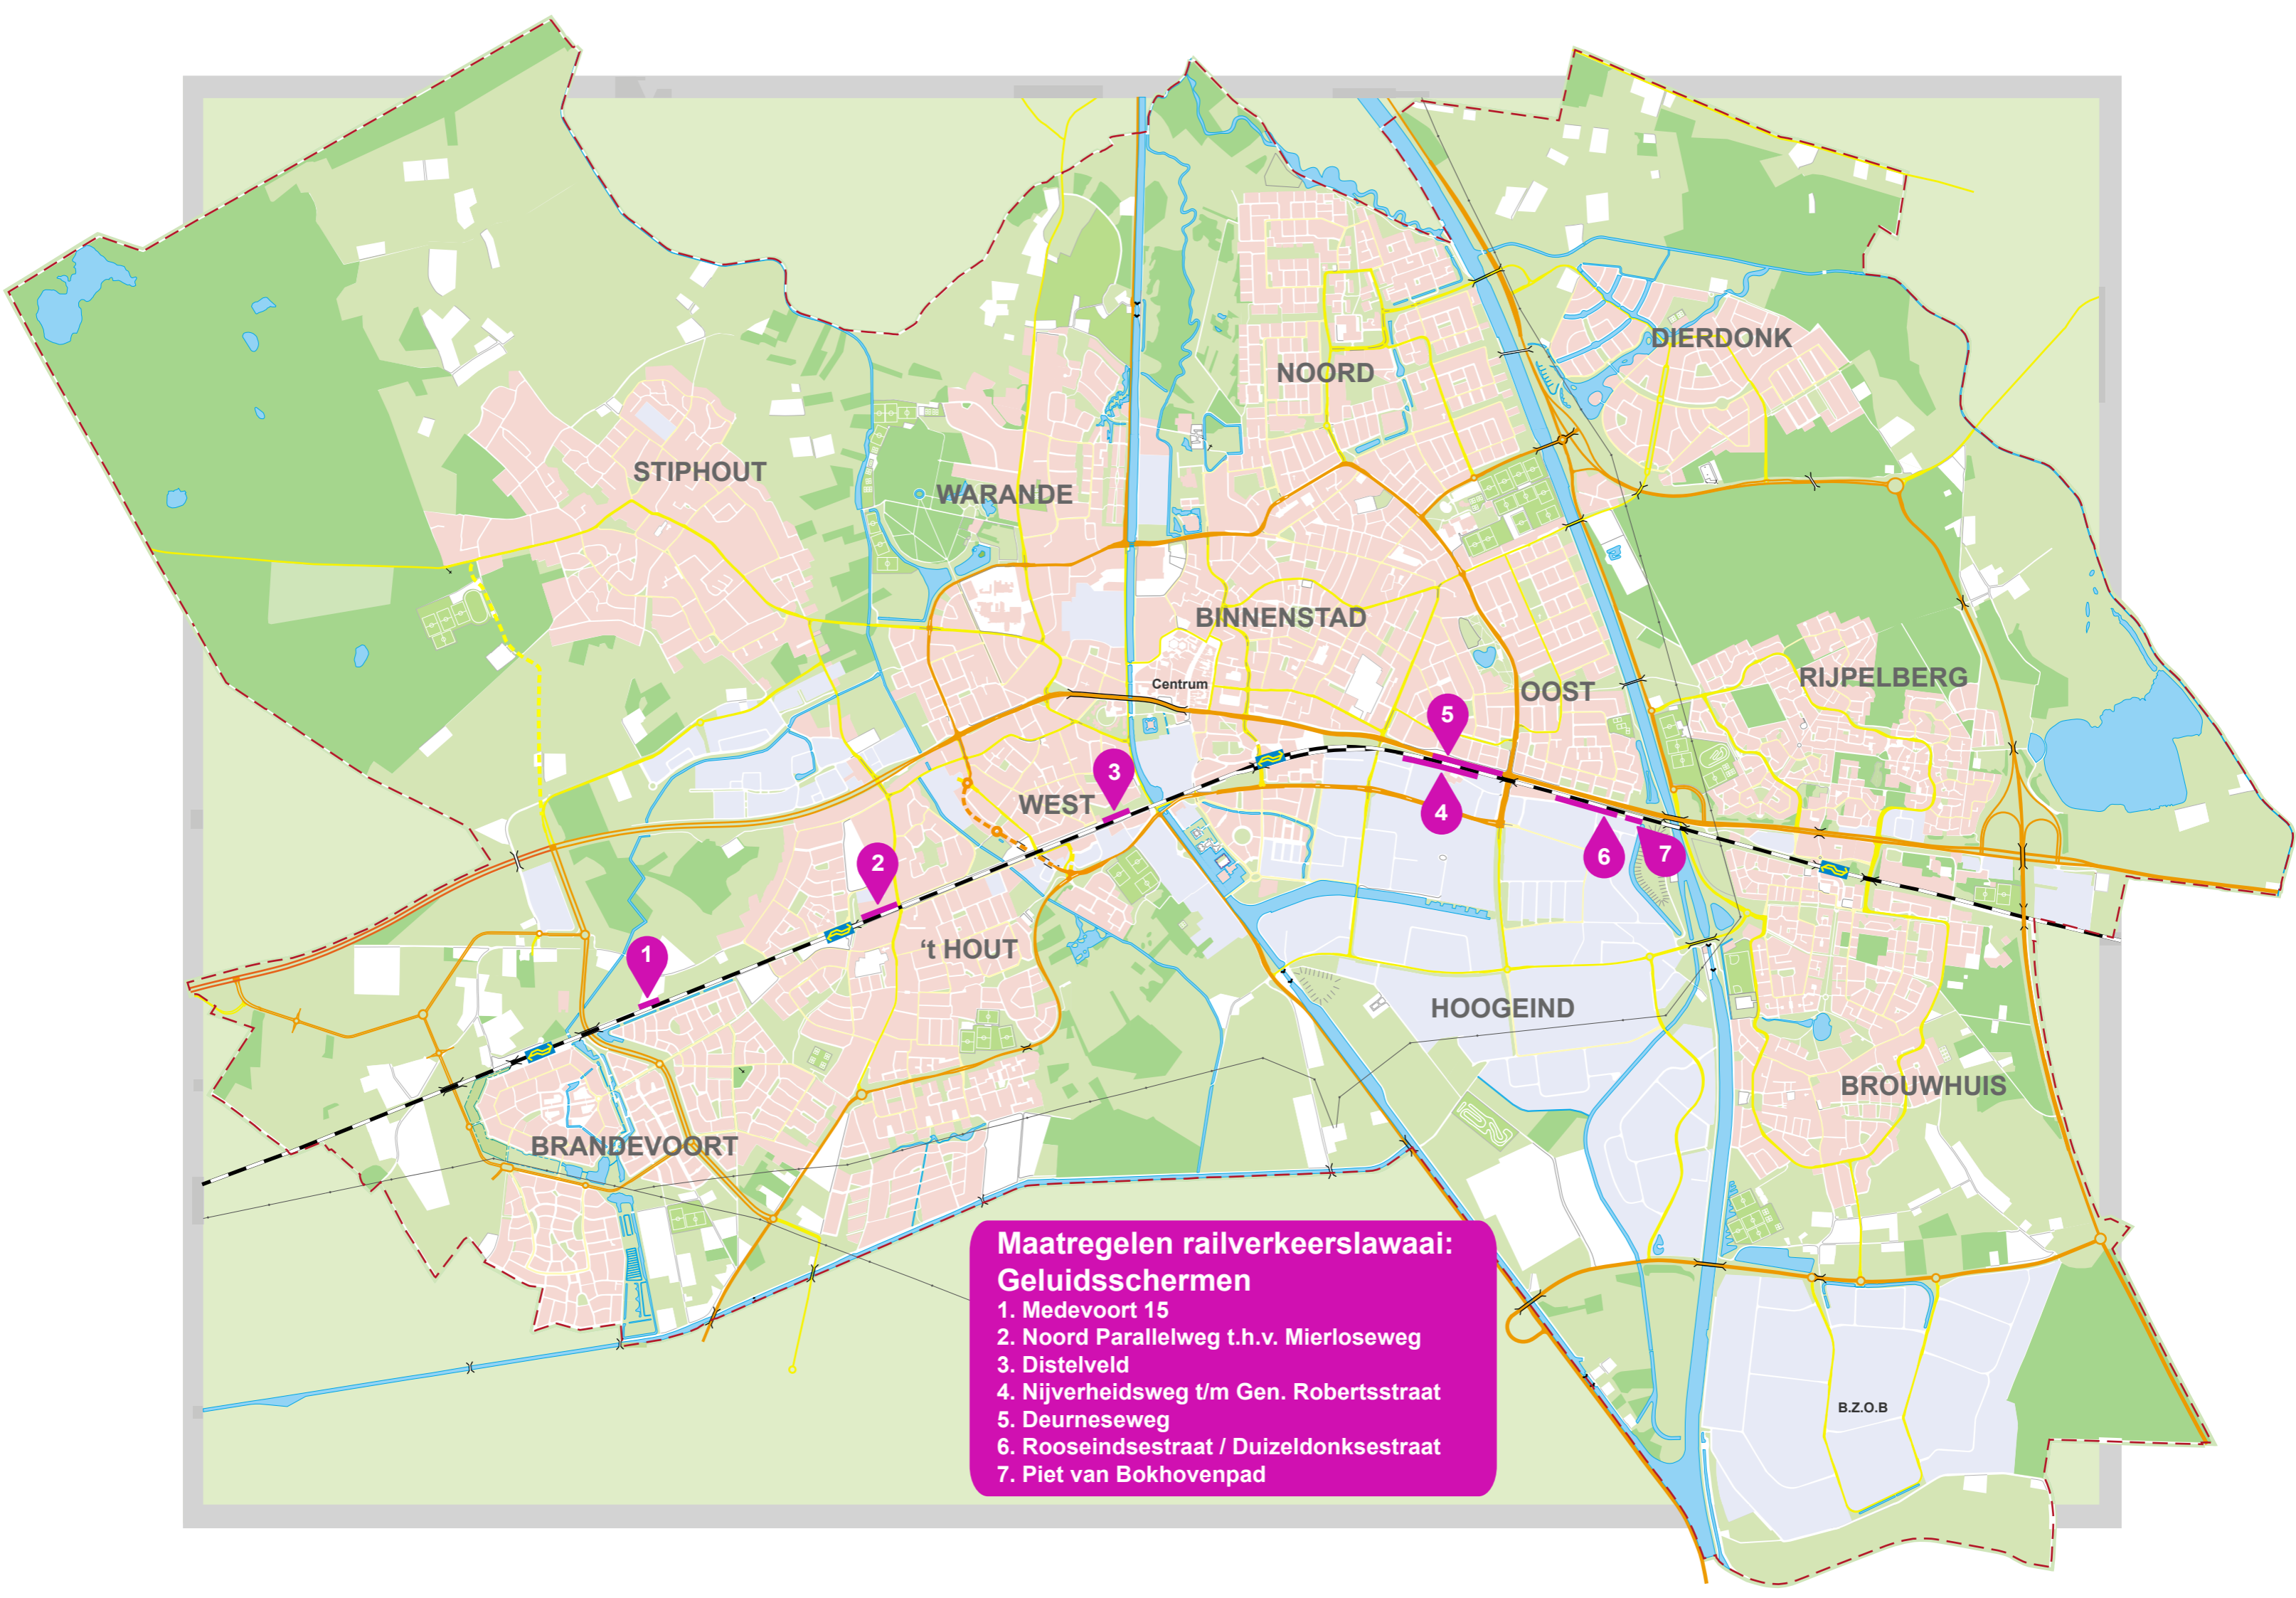 DIERDONK
NOORD
STIPHOUT
WARANDE
BINNENSTAD
RIJPELBERG
Centrum
OOST
5
3
WEST
4
2
6
7
't HOUT
1
HOOGEIND
BROUWHUIS
BRANDEVOORT
Maatregelen railverkeerslawaai:
Geluidsschermen
1. Medevoort 15
2. Noord Parallelweg t.h.v. Mierloseweg
3. Distelveld
4. Nijverheidsweg t/m Gen. Robertsstraat
5. Deurneseweg
6. Rooseindsestraat / Duizeldonksestraat
7. Piet van Bokhovenpad
B.Z.O.B